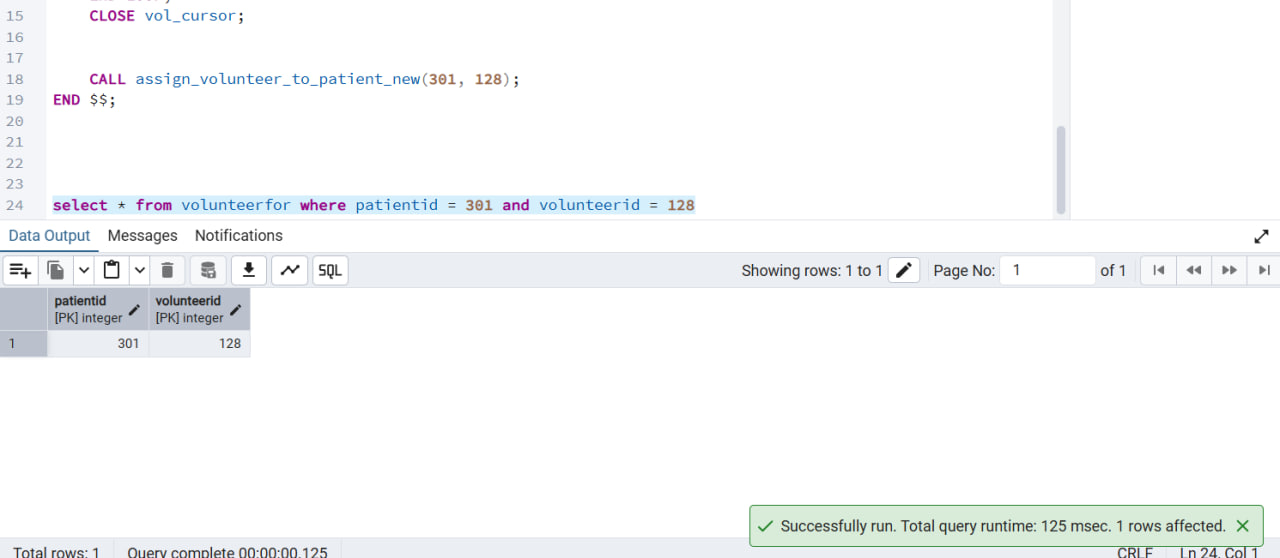 15 CLOSE vol_cursor;
16
17
18 CALL assign_volunteer_to_patient_new(301, 128);
19 END $$;
20
21
22
23
24 select * from volunteerfor where patientid = 301 and volunteerid = 128
Data Output Messages Notifications
SQL Showing rows: 1 to 1 Page No: 1 of 1
patientid volunteerid
[PK] integer [PK] integer
1 301 128
Successfully run. Total query runtime: 125 msec. 1 rows affected.
Total rows: 1 Query complete 00:00:00.125 CRLF Ln 24, Col 1